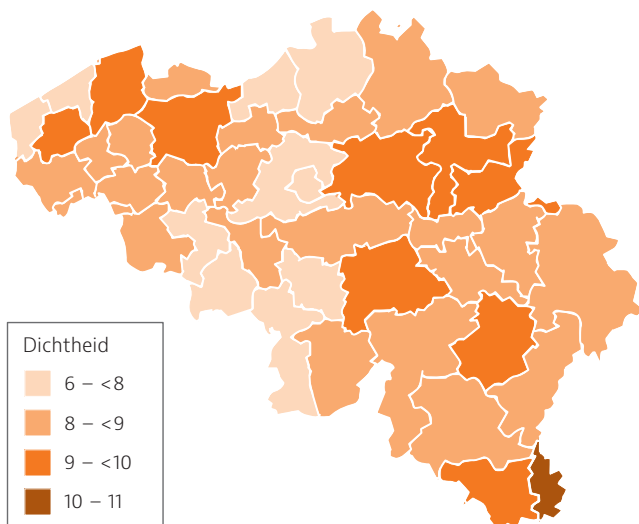 Dichtheid
6 – <8
8 – <9
9 – <10
10 – 11